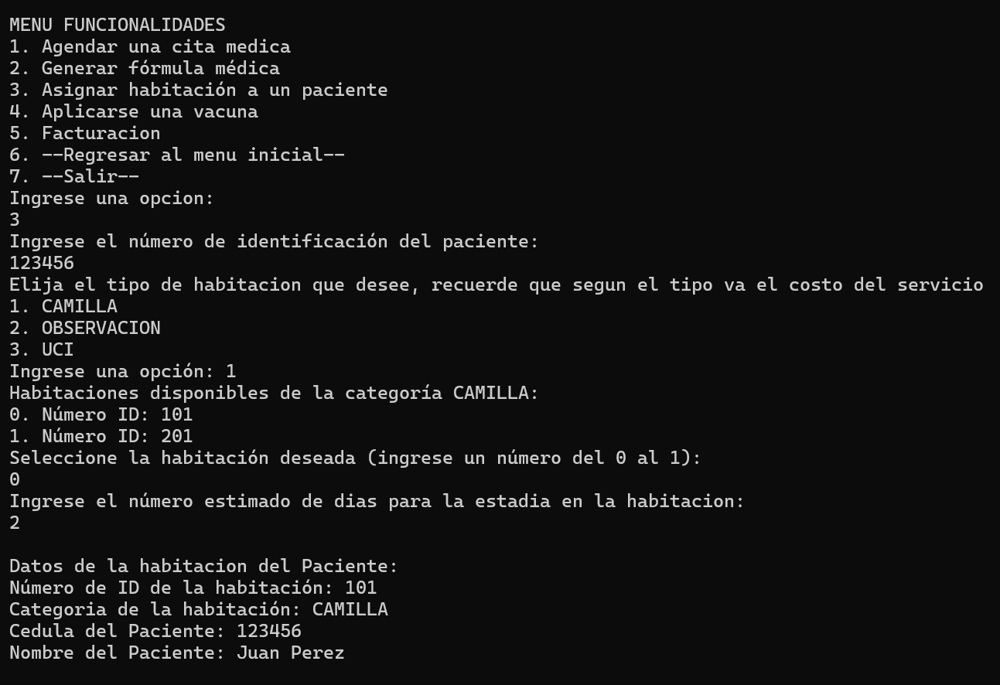 MENU FUNCIONALIDADES
1. Agendar una cita medica
2. Generar fórmula médica
3. Asignar habitación a un paciente
4. Aplicarse una vacuna
5. Facturacion
6. --Regresar al menu inicial--
7. --Salir--
Ingrese una opcion:
3
Ingrese el número de identificación del paciente:
123456
Elija el tipo de habitacion que desee, recuerde que segun el tipo va el costo del servicio
1. CAMILLA
2. OBSERVACION
3. UCI
Ingrese una opción: 1
Habitaciones disponibles de la categoría CAMILLA:
0. Número ID: 101
1. Número ID: 201
Seleccione la habitación deseada (ingrese un número del 0 al 1):
0
Ingrese el número estimado de dias para la estadia en la habitacion:
2
Datos de la habitacion del Paciente:
Número de ID de la habitación: 101
Categoria de la habitación: CAMILLA
Cedula del Paciente: 123456
Nombre del Paciente: Juan Perez